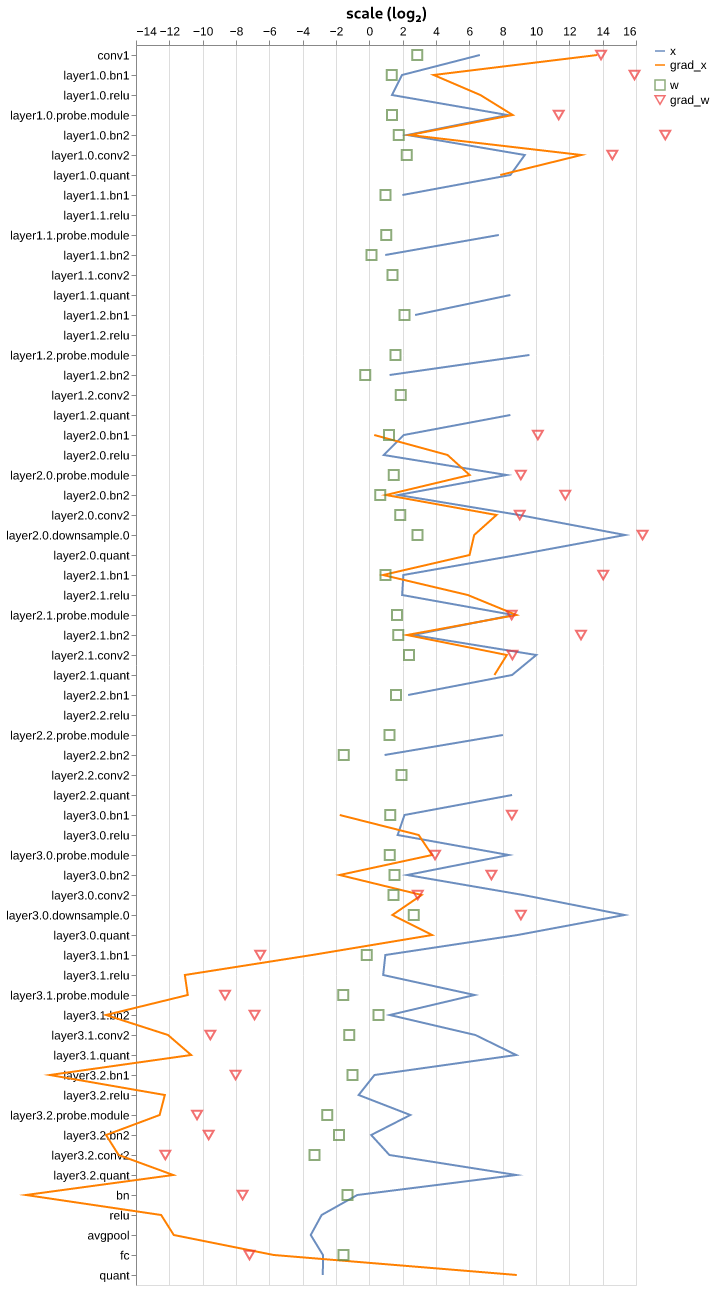 scale (log₂)
−14 −12 −10 −8 −6 −4 −2 0 2 4 6 8 10 12 14 16
x
grad_x
w
grad_w
conv1
layer1.0.bn1
layer1.0.relu
layer1.0.probe.module
layer1.0.bn2
layer1.0.conv2
layer1.0.quant
layer1.1.bn1
layer1.1.relu
layer1.1.probe.module
layer1.1.bn2
layer1.1.conv2
layer1.1.quant
layer1.2.bn1
layer1.2.relu
layer1.2.probe.module
layer1.2.bn2
layer1.2.conv2
layer1.2.quant
layer2.0.bn1
layer2.0.relu
layer2.0.probe.module
layer2.0.bn2
layer2.0.conv2
layer2.0.downsample.0
layer2.0.quant
layer2.1.bn1
layer2.1.relu
layer2.1.probe.module
layer2.1.bn2
layer2.1.conv2
layer2.1.quant
layer2.2.bn1
layer2.2.relu
layer2.2.probe.module
layer2.2.bn2
layer2.2.conv2
layer2.2.quant
layer3.0.bn1
layer3.0.relu
layer3.0.probe.module
layer3.0.bn2
layer3.0.conv2
layer3.0.downsample.0
layer3.0.quant
layer3.1.bn1
layer3.1.relu
layer3.1.probe.module
layer3.1.bn2
layer3.1.conv2
layer3.1.quant
layer3.2.bn1
layer3.2.relu
layer3.2.probe.module
layer3.2.bn2
layer3.2.conv2
layer3.2.quant
bn
relu
avgpool
fc
quant